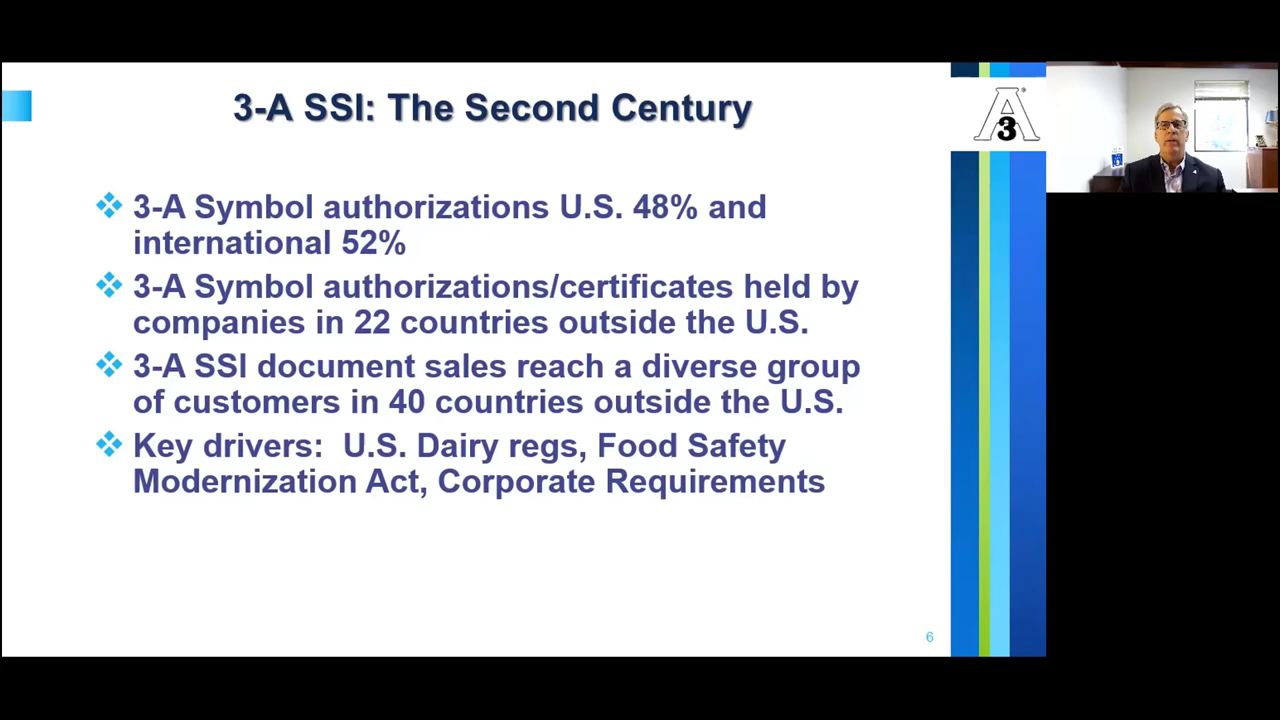 3-A SSI: The Second Century
A
3
®
3-A Symbol authorizations U.S. 48% and
international 52%
3-A Symbol authorizations/certificates held by
companies in 22 countries outside the U.S.
3-A SSI document sales reach a diverse group
of customers in 40 countries outside the U.S.
Key drivers:  U.S. Dairy regs, Food Safety
Modernization Act, Corporate Requirements
6